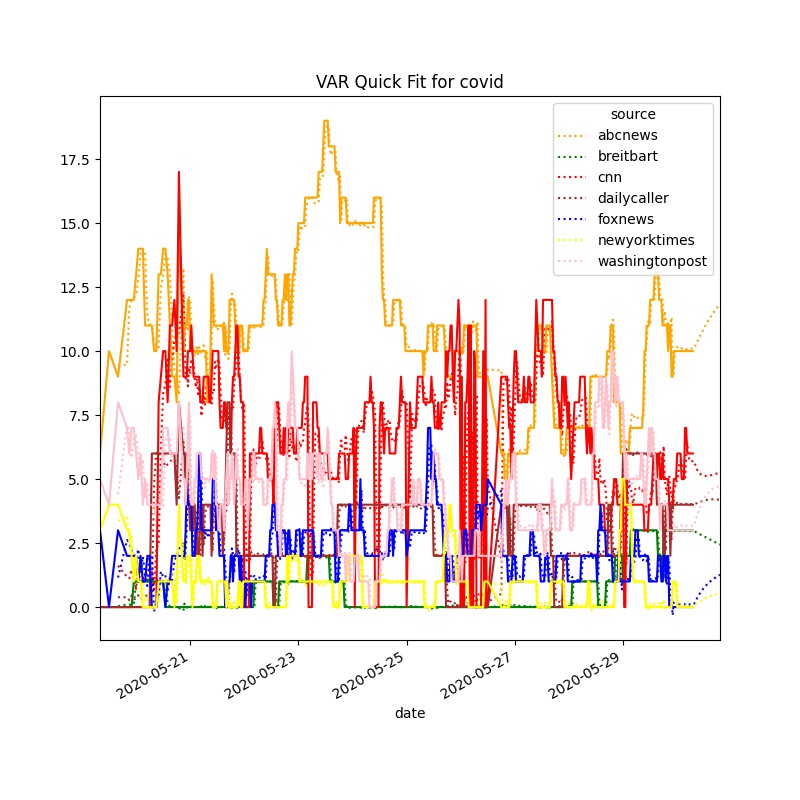 VAR Quick Fit for covid
source
abcnews
breitbart
cnn
dailycaller
foxnews
newyorktimes
washingtonpost
17.5
15.0
12.5
10.0
7.5
5.0
2.5
0.0
2020-05-21
2020-05-23
2020-05-25
2020-05-27
2020-05-29
date